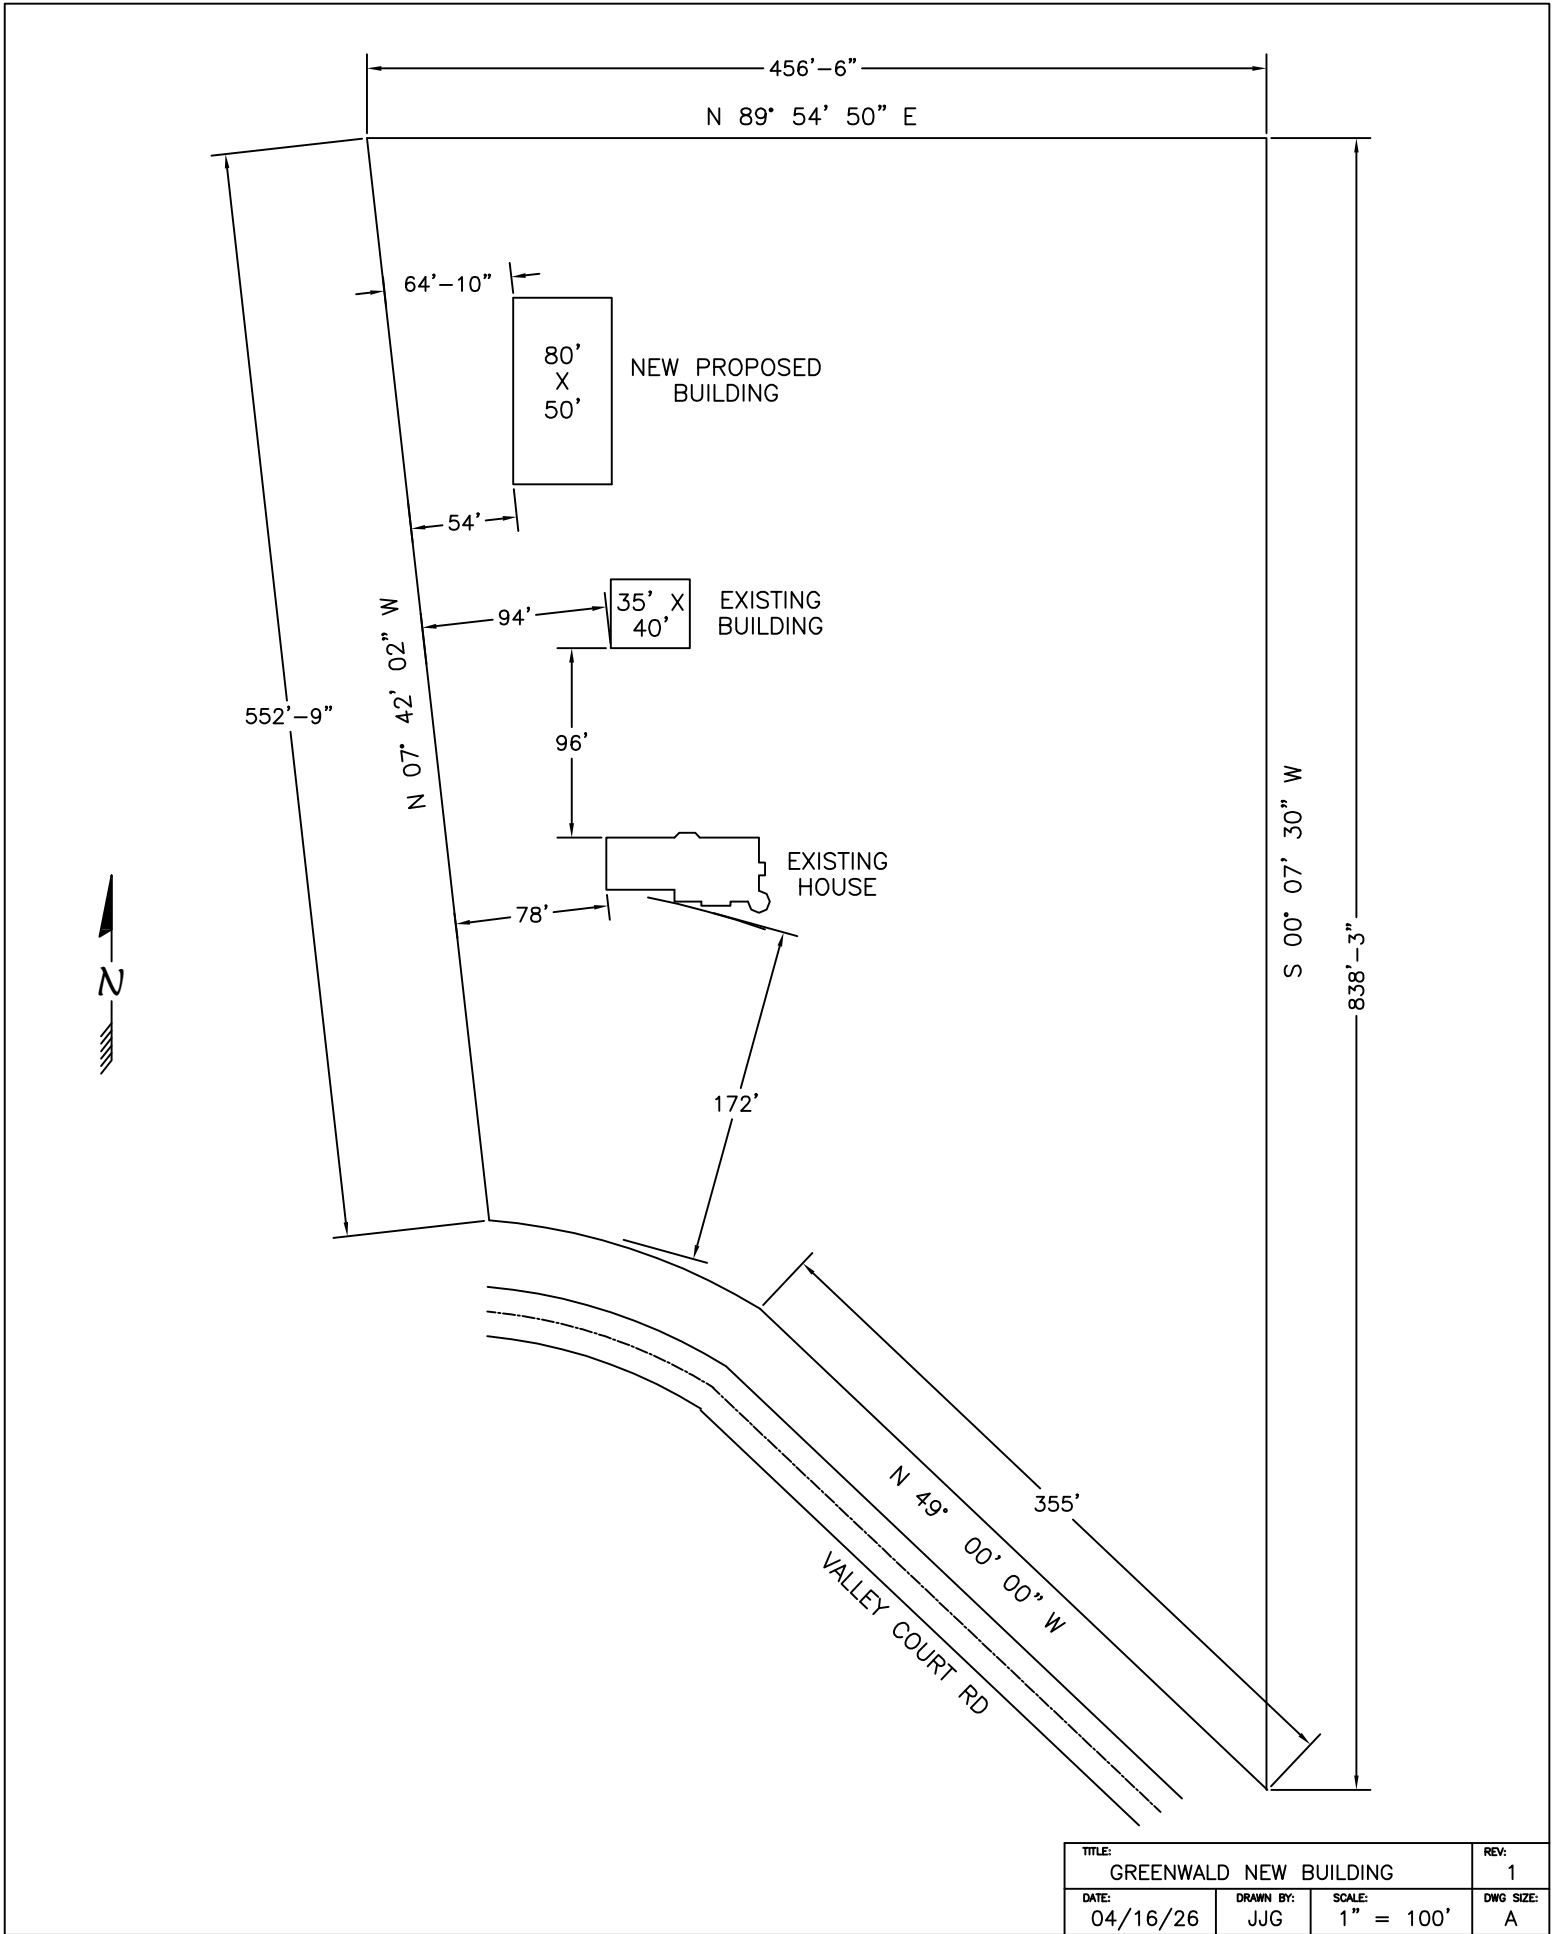 456’-6”
N 89° 54’ 50” E
64’-10”
80’
X
50’
NEW PROPOSED
BUILDING
54’
35’ X
40’
EXISTING
BUILDING
94’
N 07° 42’ 02” W
552’-9”
96’
S 00° 07’ 30” W
838’-3”
EXISTING
HOUSE
78’
N
172’
355’
N 49° 00’ 00” W
VALLEY COURT RD
TITLE:
GREENWALD NEW BUILDING
REV:
1
DATE:
04/16/26
DRAWN BY:
JJG
SCALE:
1” = 100’
DWG SIZE:
A